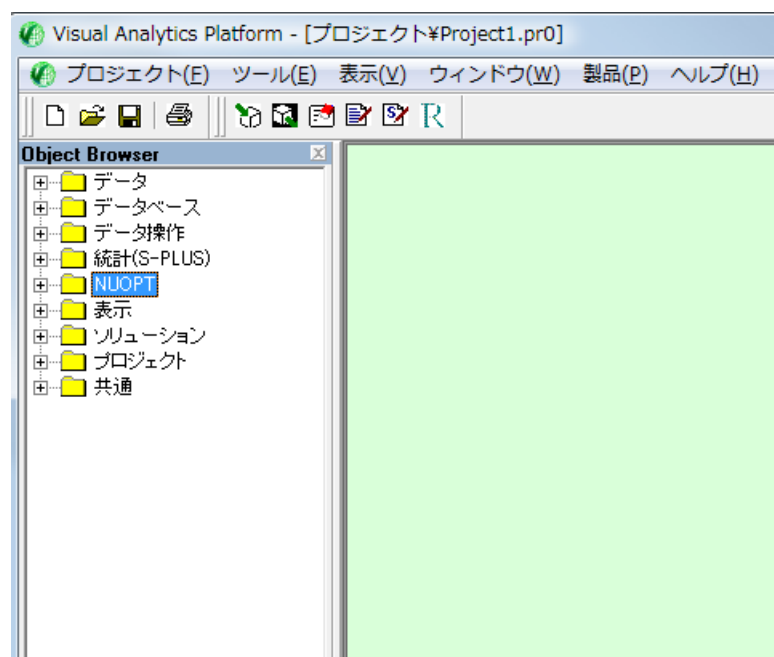 Visual Analytics Platform - [プロジェクト¥Project1.pr0]
プロジェクト(F) ツール(E) 表示(V) ウィンドウ(W) 製品(P) ヘルプ(H)
R
Object Browser
データ
データベース
データ操作
統計(S-PLUS)
NUOPT
表示
ソリューション
プロジェクト
共通